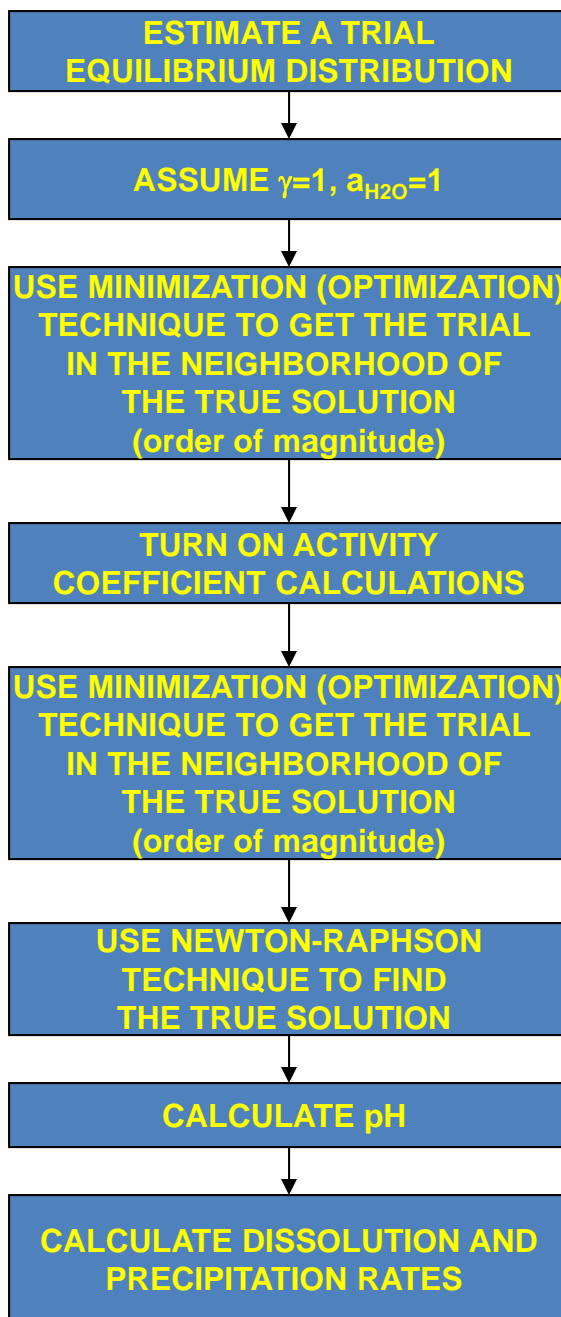 ESTIMATE A TRIAL
EQUILIBRIUM DISTRIBUTION
ASSUME γ=1, aH2O=1
USE MINIMIZATION (OPTIMIZATION)
TECHNIQUE TO GET THE TRIAL
IN THE NEIGHBORHOOD OF
THE TRUE SOLUTION
(order of magnitude)
TURN ON ACTIVITY
COEFFICIENT CALCULATIONS
USE MINIMIZATION (OPTIMIZATION)
TECHNIQUE TO GET THE TRIAL
IN THE NEIGHBORHOOD OF
THE TRUE SOLUTION
(order of magnitude)
USE NEWTON-RAPHSON
TECHNIQUE TO FIND
THE TRUE SOLUTION
CALCULATE pH
CALCULATE DISSOLUTION AND
PRECIPITATION RATES